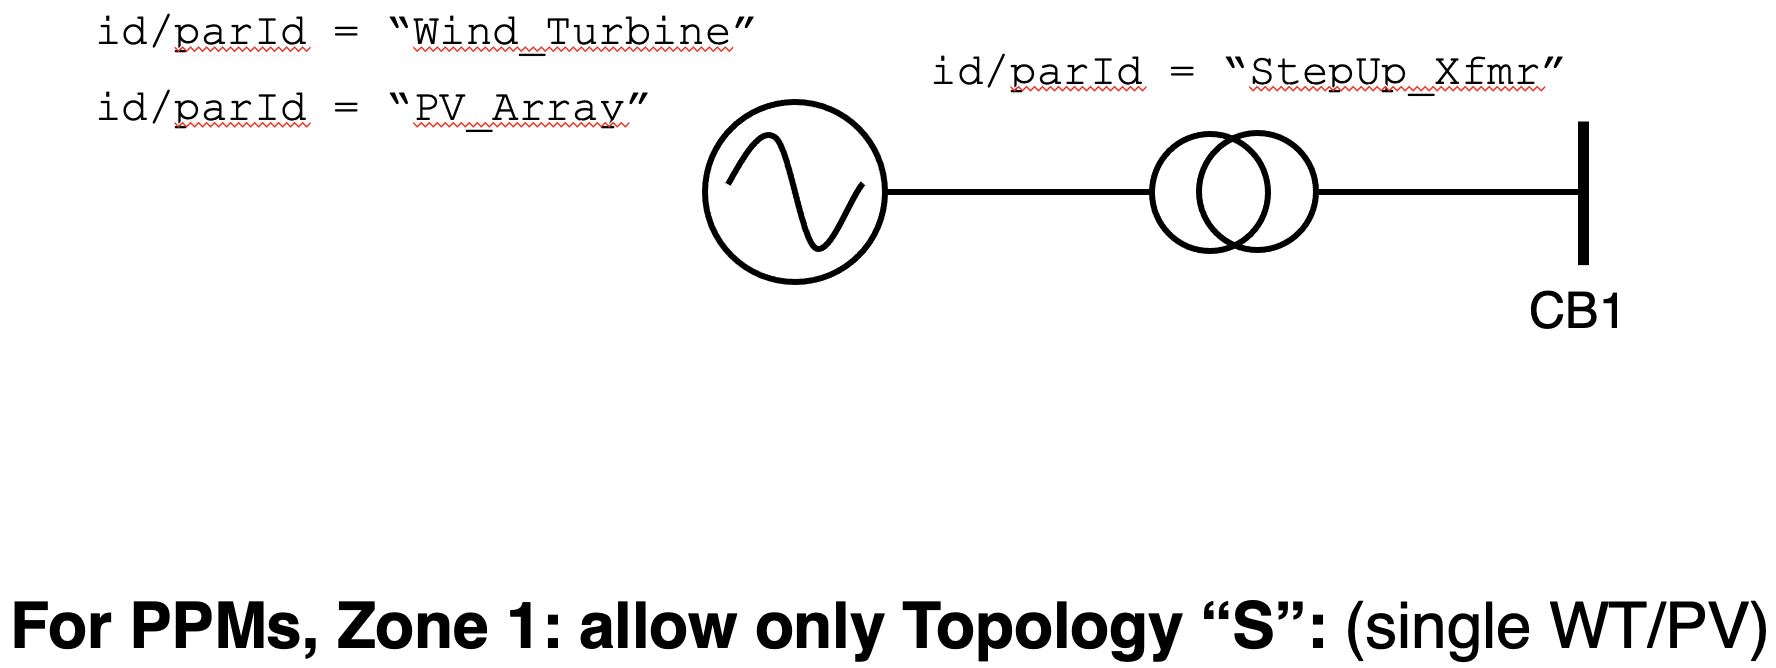 id/parId = “Wind_Turbine”
id/parId = “PV_Array”
id/parId = “StepUp_Xfmr”
CB1
For PPMs, Zone 1: allow only Topology “S”: (single WT/PV)